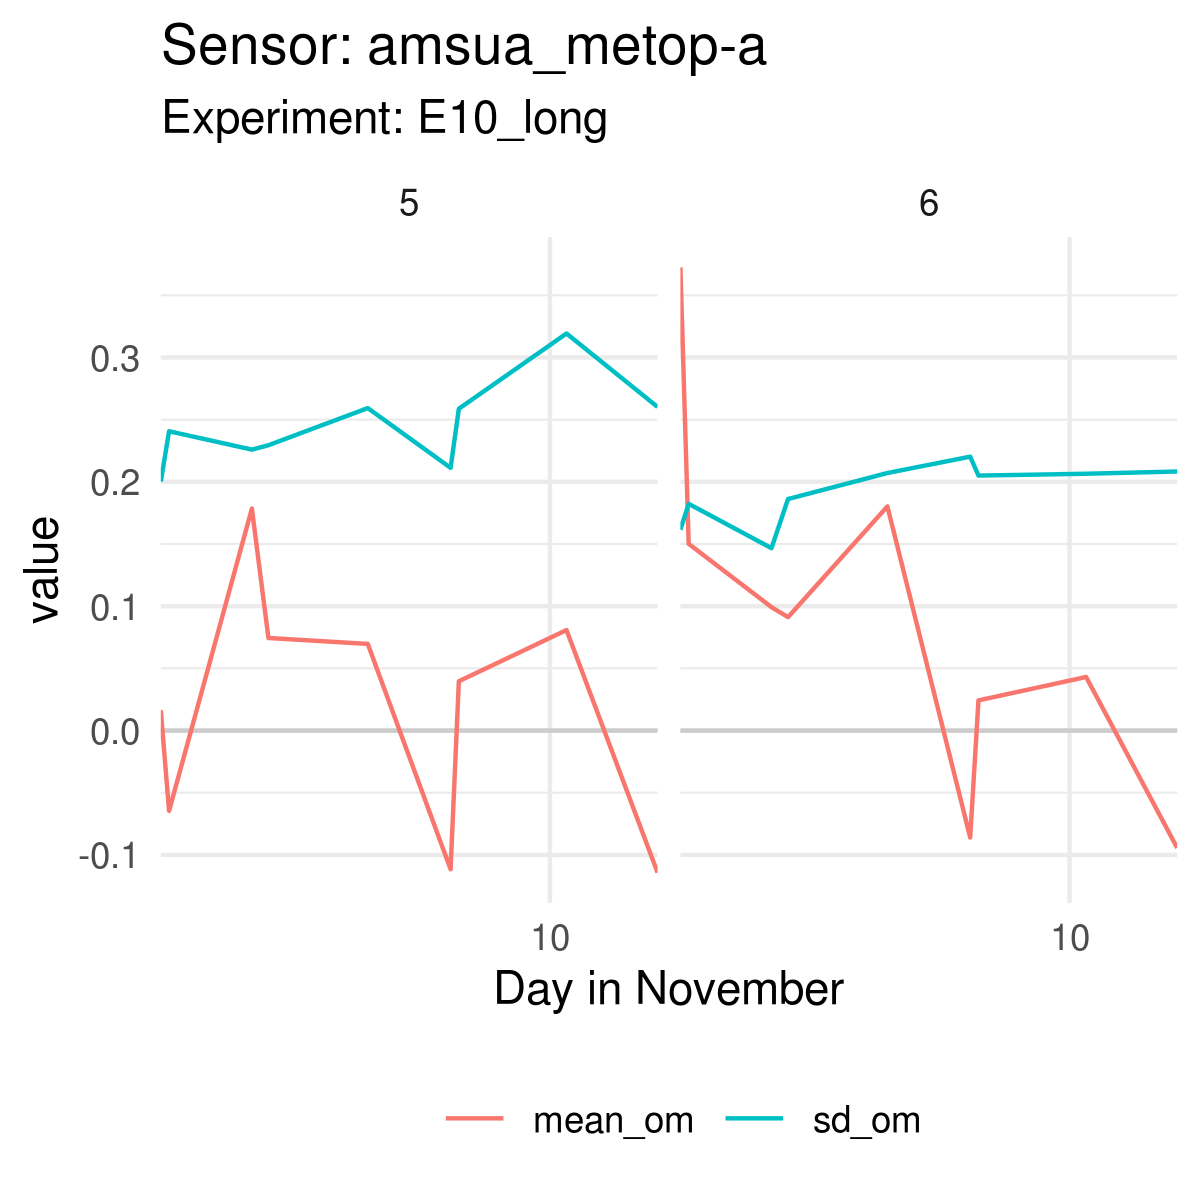 Sensor: amsua_metop-a
Experiment: E10_long
5 6
0.3
0.2
0.1
0.0
-0.1
value
10 10
Day in November
mean_om sd_om